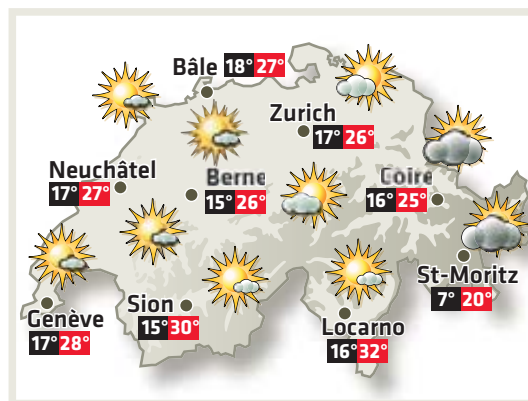 Bâle 18° 27°
Zurich
17° 26°
Neuchâtel
17° 27°
Berne
15° 26°
Coire
16° 25°
St-Moritz
7° 20°
Sion
15° 30°
Genève
17° 28°
Locarno
16° 32°